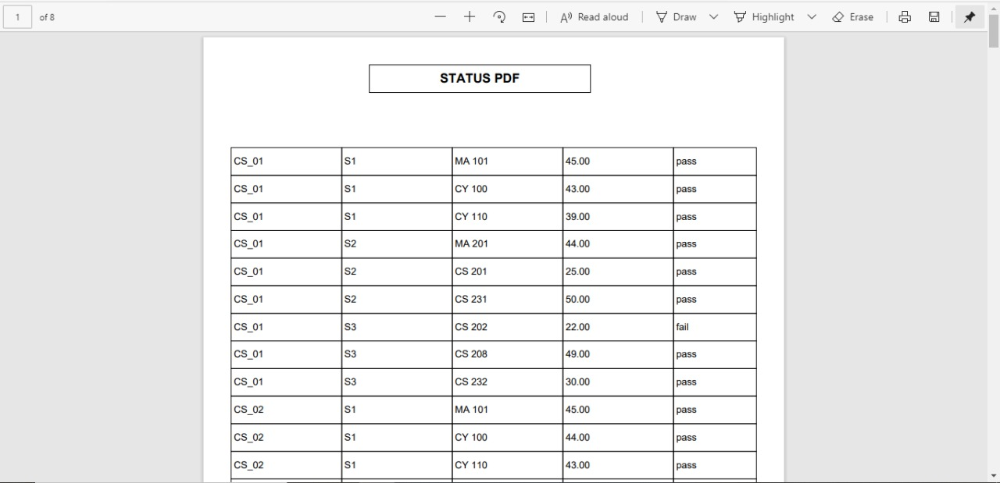 1 of 8 Read aloud Draw Highlight Erase
STATUS PDF
CS_01 S1 MA 101 45.00 pass
CS_01 S1 CY 100 43.00 pass
CS_01 S1 CY 110 39.00 pass
CS_01 S2 MA 201 44.00 pass
CS_01 S2 CS 201 25.00 pass
CS_01 S2 CS 231 50.00 pass
CS_01 S3 CS 202 22.00 fail
CS_01 S3 CS 208 49.00 pass
CS_01 S3 CS 232 30.00 pass
CS_02 S1 MA 101 45.00 pass
CS_02 S1 CY 100 44.00 pass
CS_02 S1 CY 110 43.00 pass